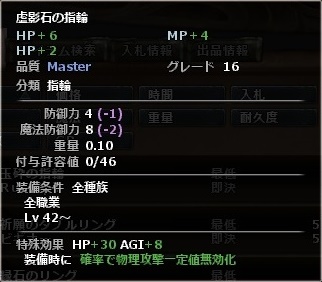 虚影石の指輪
HP+6 MP+4
HP+2
品質 Master グレード 16
分類 指輪
防御力 4 (-1)
魔法防御力 8 (-2)
重量 0.10
付与許容値 0/46
装備条件 全種族
全職業
Lv 42～
特殊効果 HP+30 AGI+8
装備時に 確率で物理攻撃一定値無効化